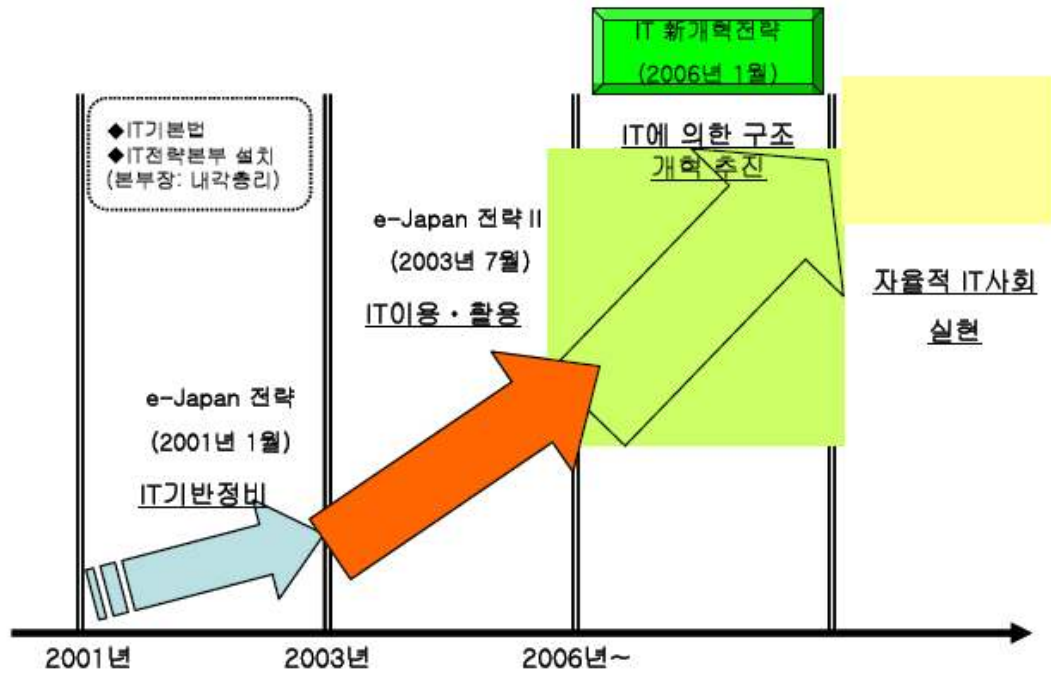 IT 新개혁전략
(2006년 1월)
◆IT기본법
◆IT전략본부 설치
(본부장: 내각총리)
IT에 의한 구조
개혁 추진
e-Japan 전략Ⅱ
(2003년 7월)
IT이용・활용
자율적 IT사회
실현
e-Japan 전략
(2001년 1월)
IT기반정비
2001년
2003년
2006년~